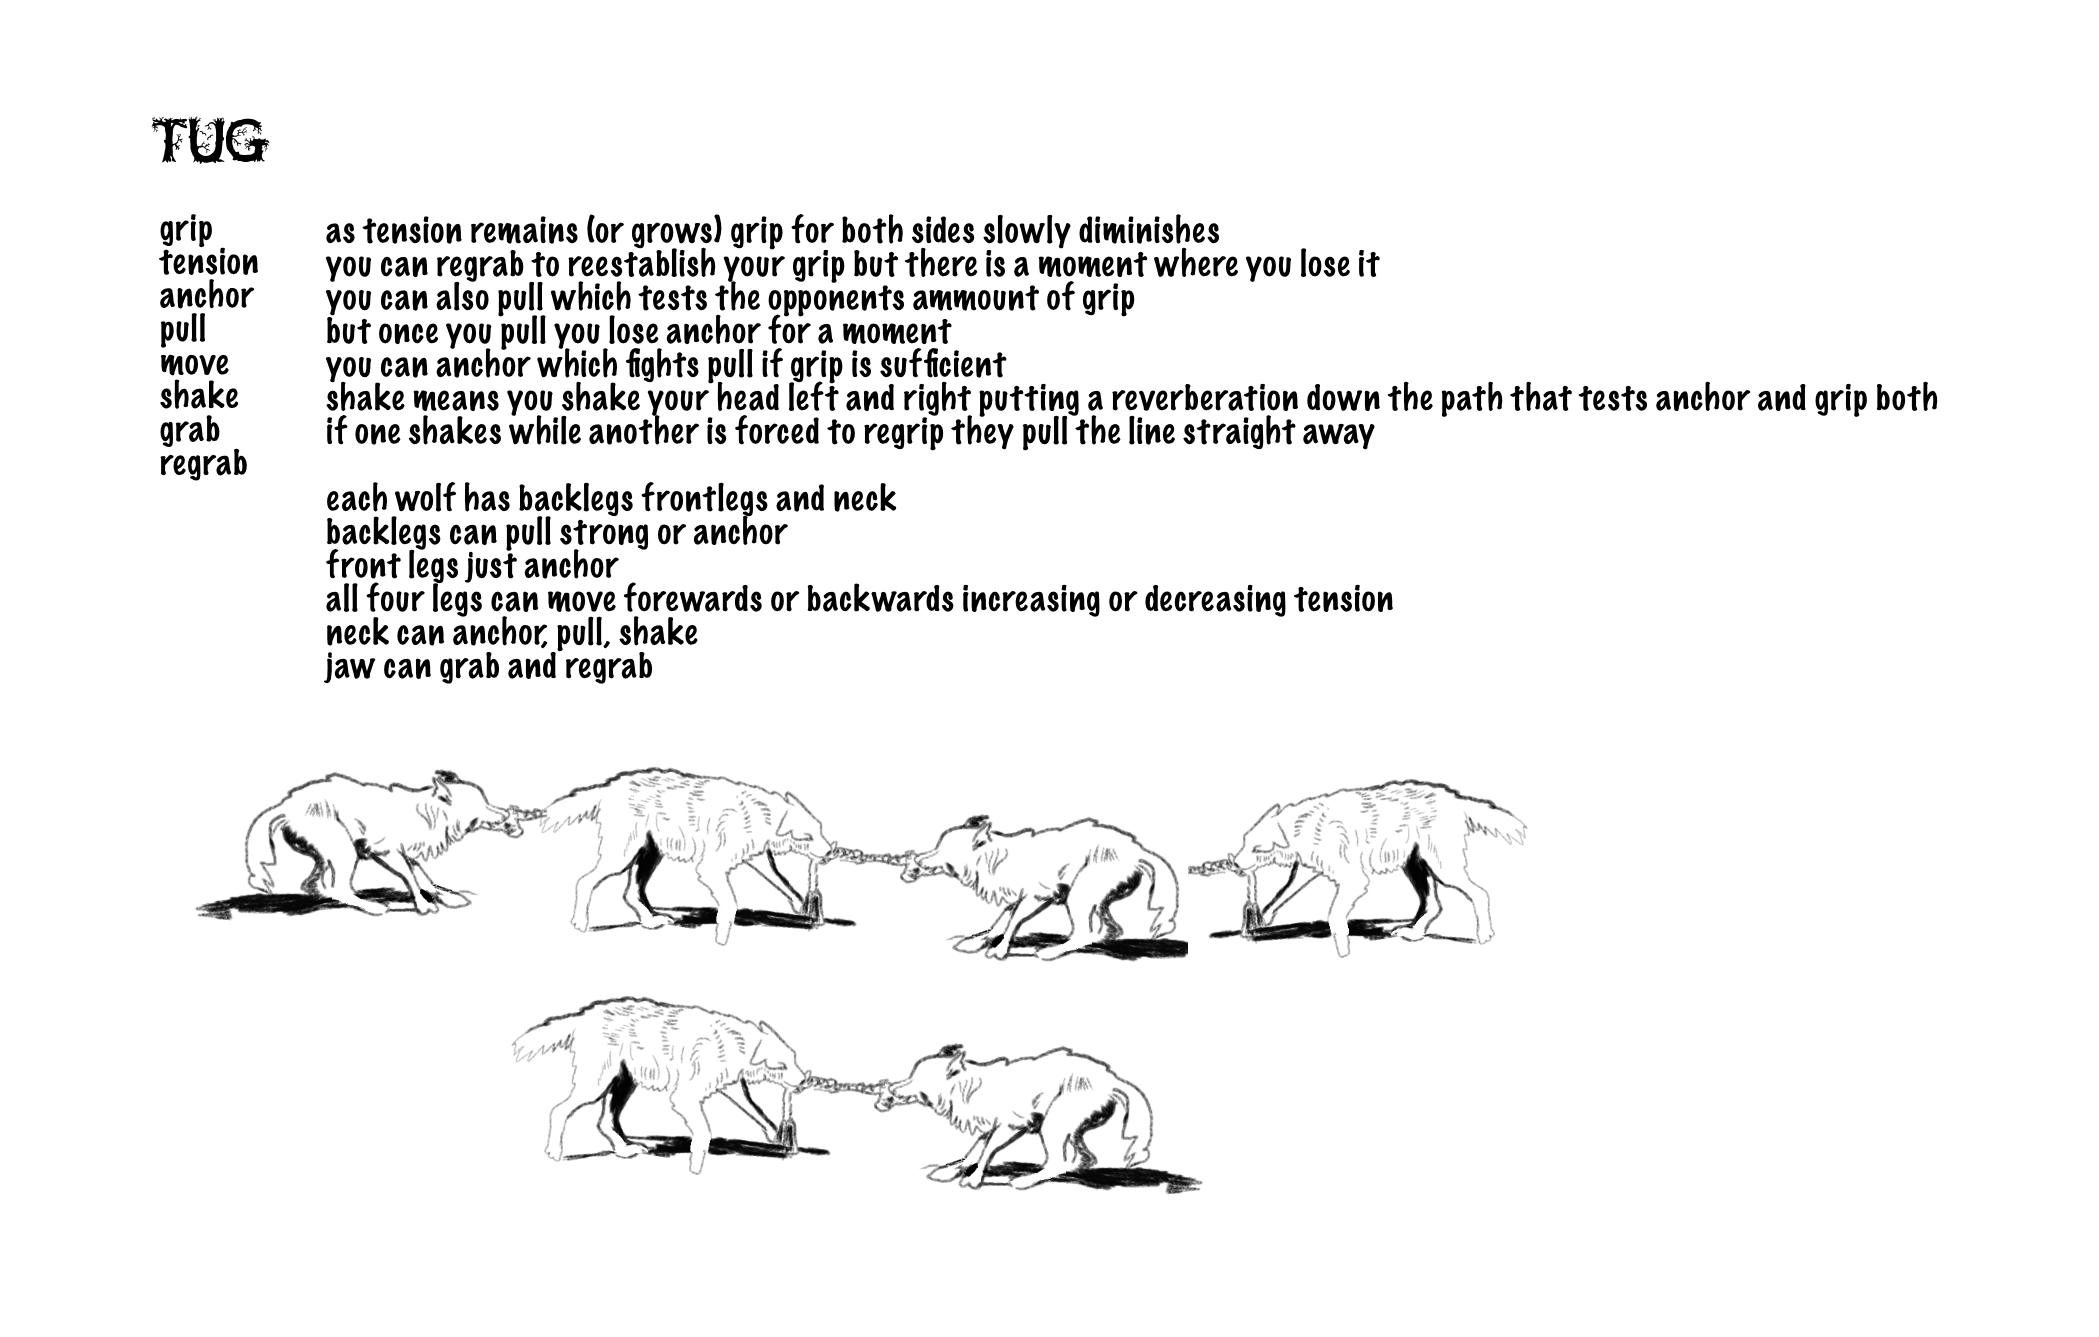 TUG
grip
tension
anchor
pull
move
shake
grab
regrab
as tension remains (or grows) grip for both sides slowly diminishes
you can regrab to reestablish your grip but there is a moment where you lose it
you can also pull which tests the opponents ammount of grip
but once you pull you lose anchor for a moment
you can anchor which fights pull if grip is sufficient
shake means you shake your head left and right putting a reverberation down the path that tests anchor and grip both
if one shakes while another is forced to regrip they pull the line straight away
each wolf has backlegs frontlegs and neck
backlegs can pull strong or anchor
front legs just anchor
all four legs can move forewards or backwards increasing or decreasing tension
neck can anchor, pull, shake
jaw can grab and regrab